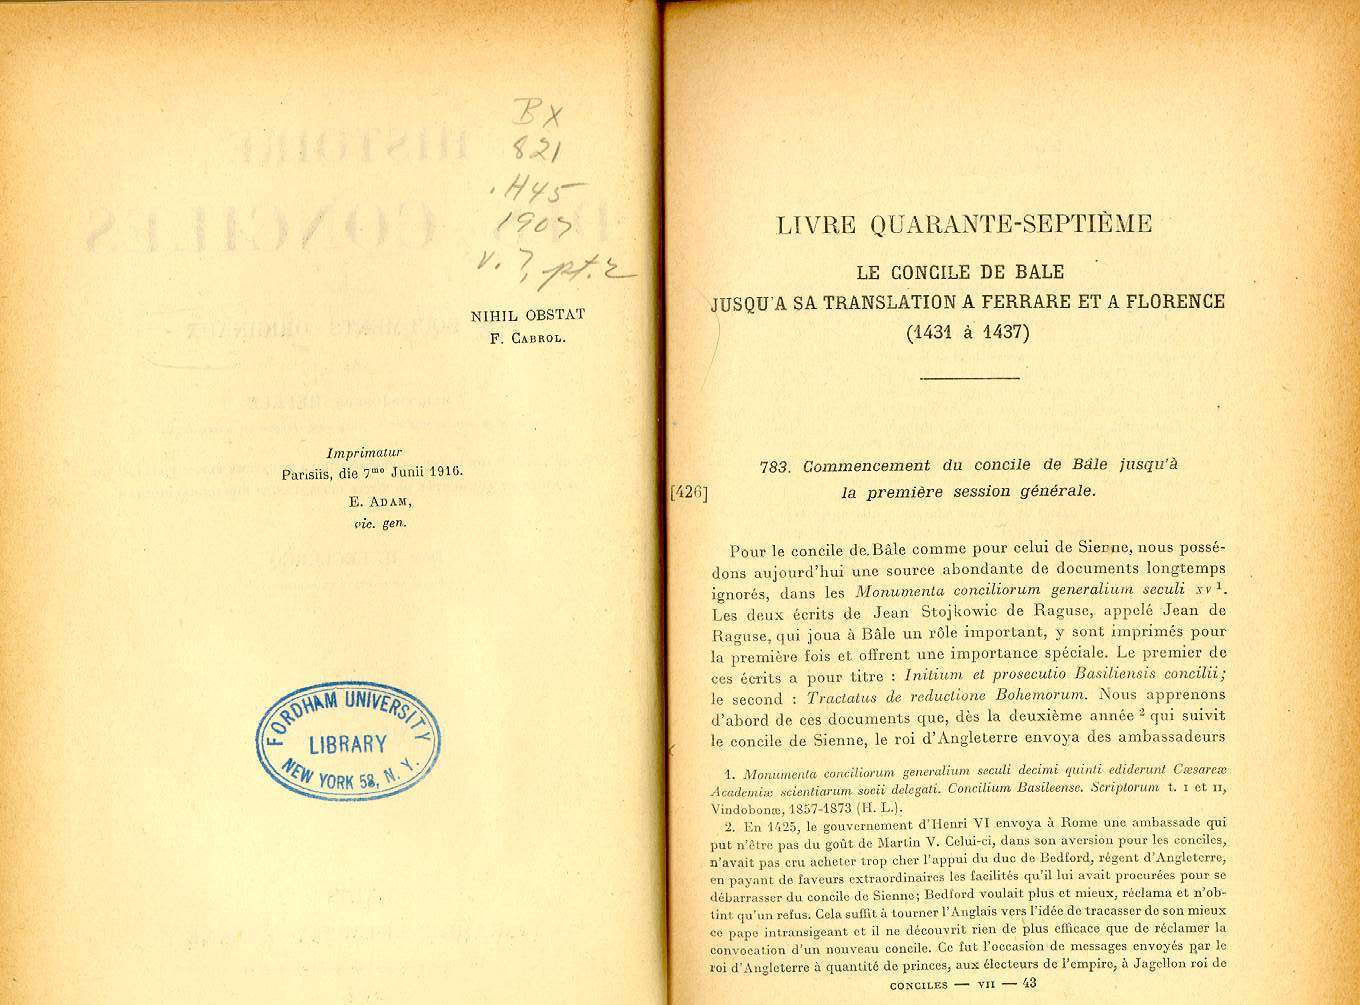 BX
821
.H45
1907
v. 7, pt. 2
NIHIL OBSTAT
F. CABROL.
Imprimatur
Parisiis, die 7mo Junii 1916.
E. ADAM,
vic. gen.
FORDHAM UNIVERSITY
LIBRARY
NEW YORK 58, N. Y.
LIVRE QUARANTE-SEPTIÈME
LE CONCILE DE BALE
JUSQU'A SA TRANSLATION A FERRARE ET A FLORENCE
(1431 à 1437)
783. Commencement du concile de Bâle jusqu'à
[426] la première session générale.
Pour le concile de Bâle comme pour celui de Sienne, nous possé-
dons aujourd'hui une source abondante de documents longtemps
ignorés, dans les Monumenta conciliorum generalium seculi XV 1.
Les deux écrits de Jean Stojkowic de Raguse, appelé Jean de
Raguse, qui joua à Bâle un rôle important, y sont imprimés pour
la première fois et offrent une importance spéciale. Le premier de
ces écrits a pour titre : Initium et prosecutio Basiliensis concilii;
le second : Tractatus de reductione Bohemorum. Nous apprenons
d'abord de ces documents que, dès la deuxième année 2 qui suivit
le concile de Sienne, le roi d'Angleterre envoya des ambassadeurs
1. Monumenta conciliorum generalium seculi decimi quinti ediderunt Cæsareæ
Academiæ scientiarum socii delegati. Concilium Basileense. Scriptorum t. I et II,
Vindobonæ, 1857-1873 (H. L.).
2. En 1425, le gouvernement d'Henri VI envoya à Rome une ambassade qui
put n'être pas du goût de Martin V. Celui-ci, dans son aversion pour les conciles,
n'avait pas cru acheter trop cher l'appui du duc de Bedford, régent d'Angleterre,
en payant de faveurs extraordinaires les facilités qu'il lui avait procurées pour se
débarrasser du concile de Sienne; Bedford voulait plus et mieux, réclama et n'ob-
tint qu'un refus. Cela suffit à tourner l'Anglais vers l'idée de tracasser de son mieux
ce pape intransigeant et il ne découvrit rien de plus efficace que de réclamer la
convocation d'un nouveau concile. Ce fut l'occasion de messages envoyés par le
roi d'Angleterre à quantité de princes, aux électeurs de l'empire, à Jagellon roi de
CONCILES — VII — 43